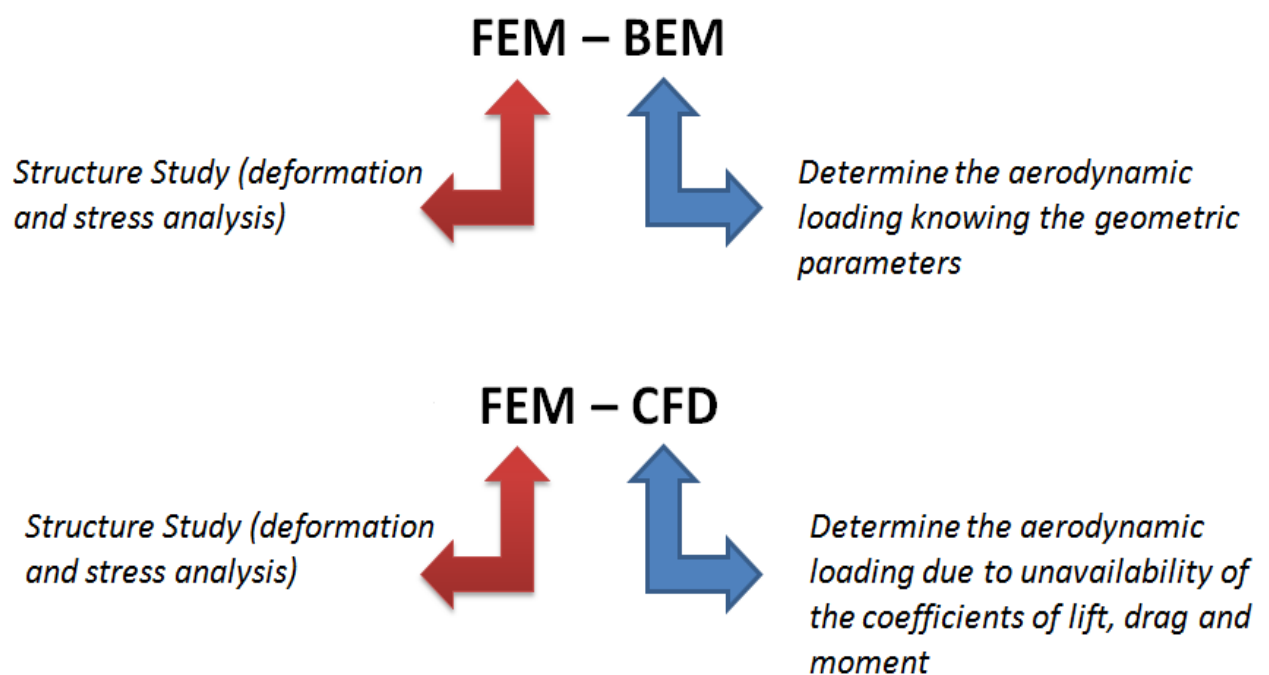 FEM – BEM
Structure Study (deformation
and stress analysis)
Determine the aerodynamic
loading knowing the geometric
parameters
FEM – CFD
Structure Study (deformation
and stress analysis)
Determine the aerodynamic
loading due to unavailability of
the coefficients of lift, drag and
moment